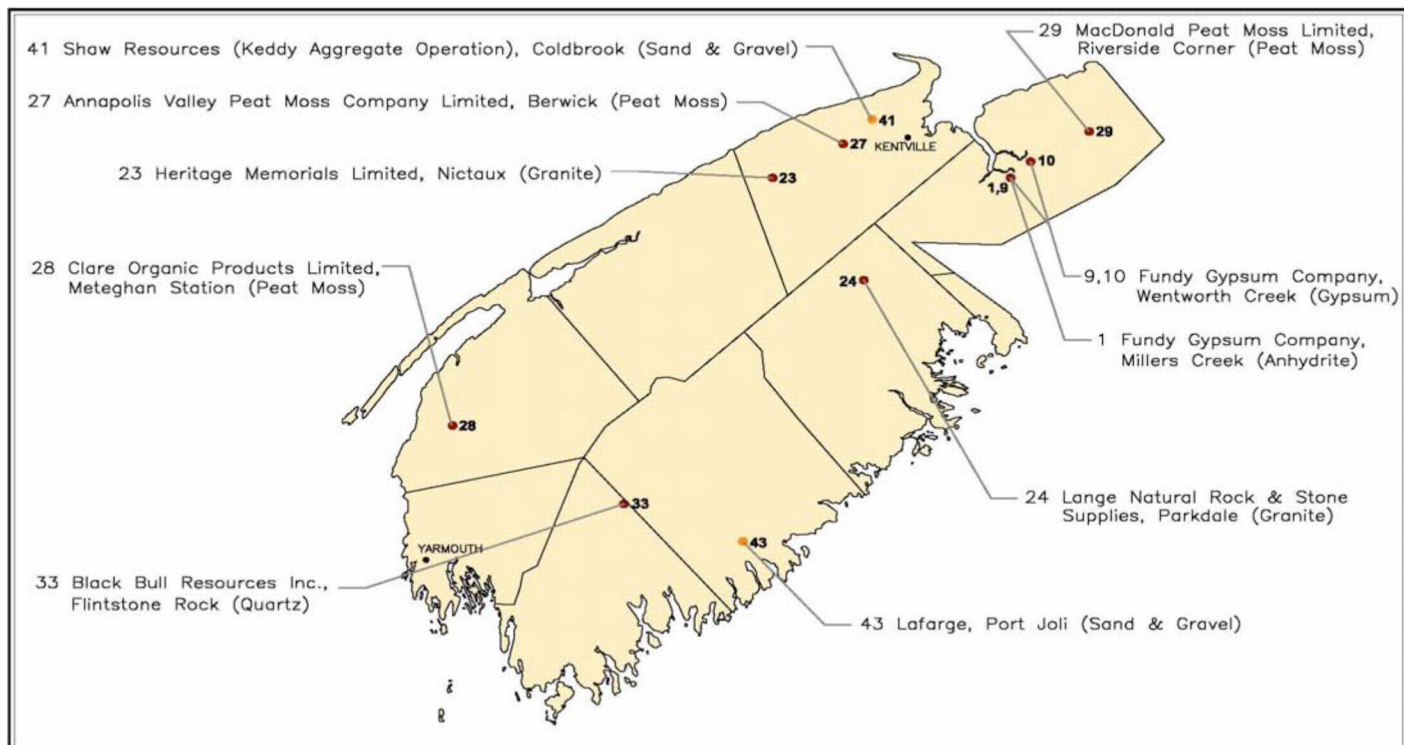 41 Shaw Resources (Keddy Aggregate Operation), Coldbrook (Sand & Gravel)
29 MacDonald Peat Moss Limited,
Riverside Corner (Peat Moss)
27 Annapolis Valley Peat Moss Company Limited, Berwick (Peat Moss)
23 Heritage Memorials Limited, Nictaux (Granite)
41
27
KENTVILLE
29
10
23
1,9
28 Clare Organic Products Limited,
Meteghan Station (Peat Moss)
9,10 Fundy Gypsum Company,
Wentworth Creek (Gypsum)
24
1 Fundy Gypsum Company,
Millers Creek (Anhydrite)
28
33
24 Lange Natural Rock & Stone
Supplies, Parkdale (Granite)
43
YARMOUTH
33 Black Bull Resources Inc.,
Flintstone Rock (Quartz)
43 Lafarge, Port Joli (Sand & Gravel)